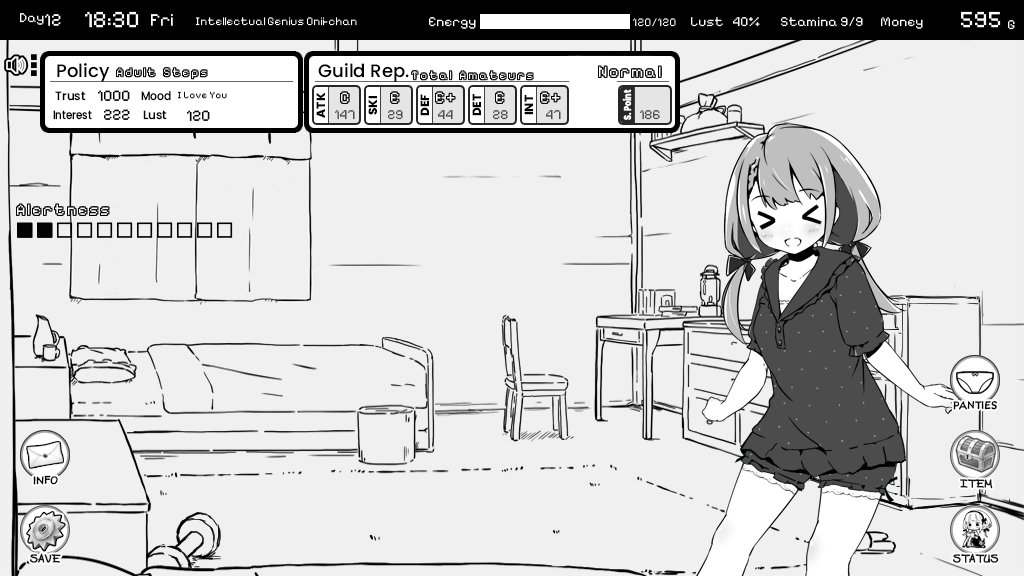 Day12 18:30 Fri IntellectualGeniusOnii-chan Energy 120/120 Lust 40% Stamina 9/9 Money 595 G
Policy Adult Steps
Trust 1000 Mood I Love You
Interest 222 Lust 120
Guild Rep. Total Amateurs Normal
ATK G 147
SKI 29
DEF 44
DET 28
INT 47
S.Point 186
Alertness
PANTIES
INFO
ITEM
SAVE
STATUS